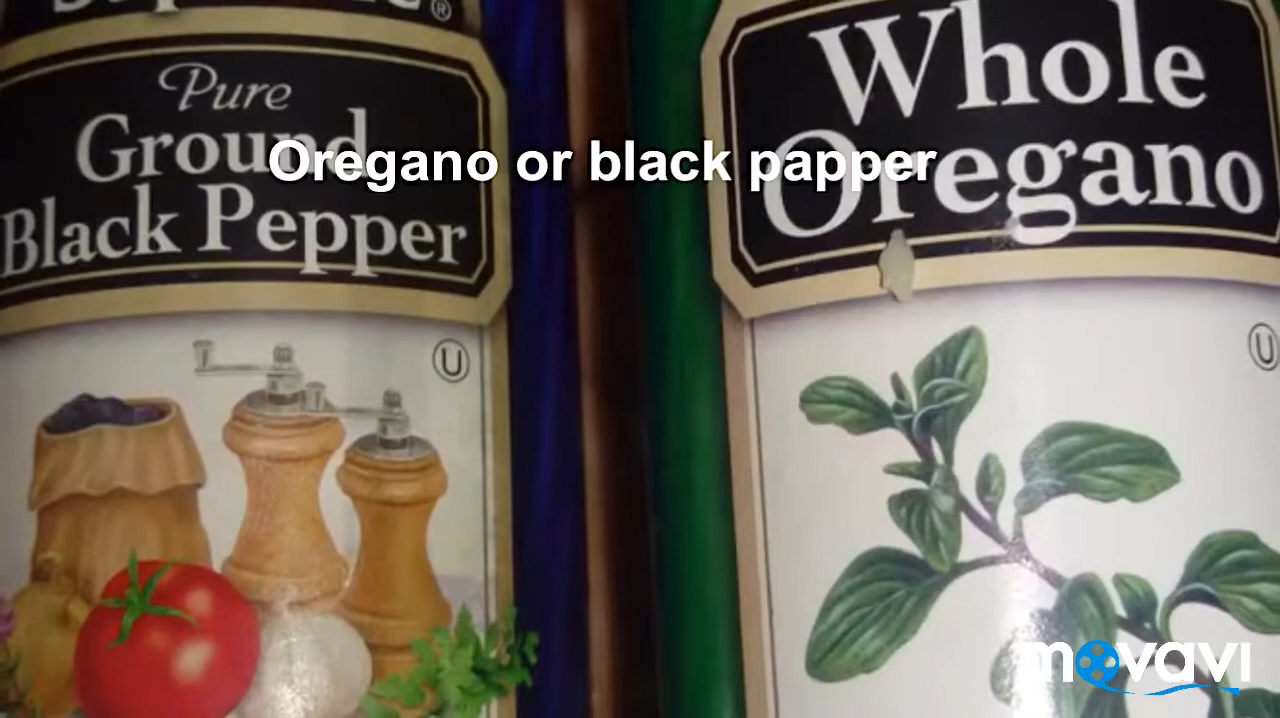 ®
Pure
Ground
Black Pepper
U
Whole
Oregano
U
Oregano or black papper
movavi